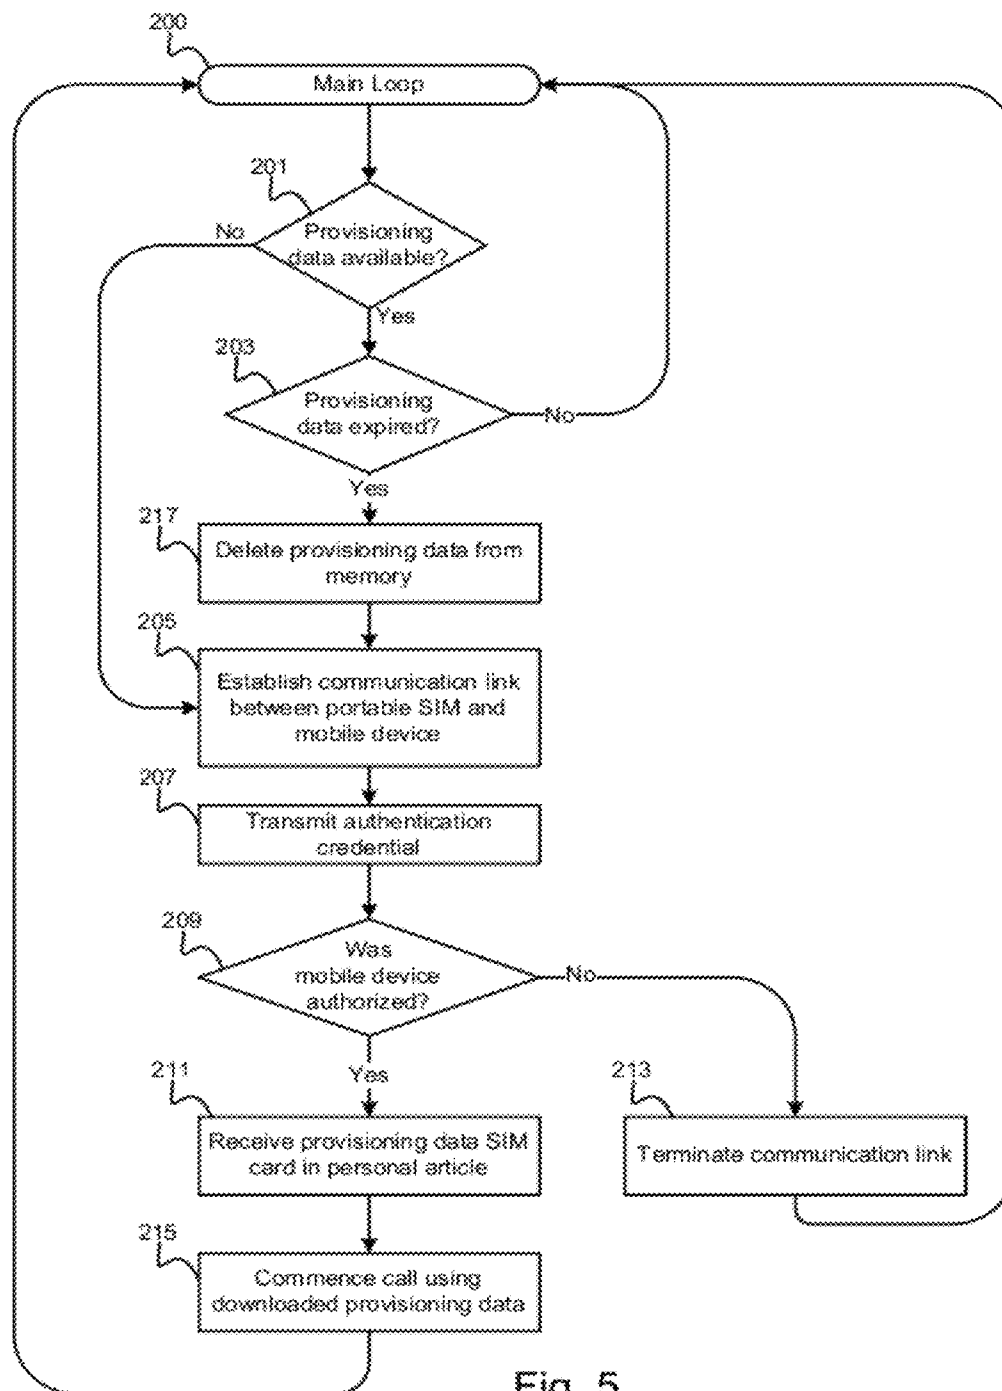 200
Main Loop
201
No
Provisioning
data available?
Yes
203
Provisioning
data expired?
No
Yes
217
Delete provisioning data from
memory
205
Establish communication link
between portable SIM and
mobile device
207
Transmit authentication
credential
209
Was
mobile device
authorized?
No
Yes
211
Receive provisioning data SIM
card in personal article
213
Terminate communication link
215
Commence call using
downloaded provisioning data
Fig. 5